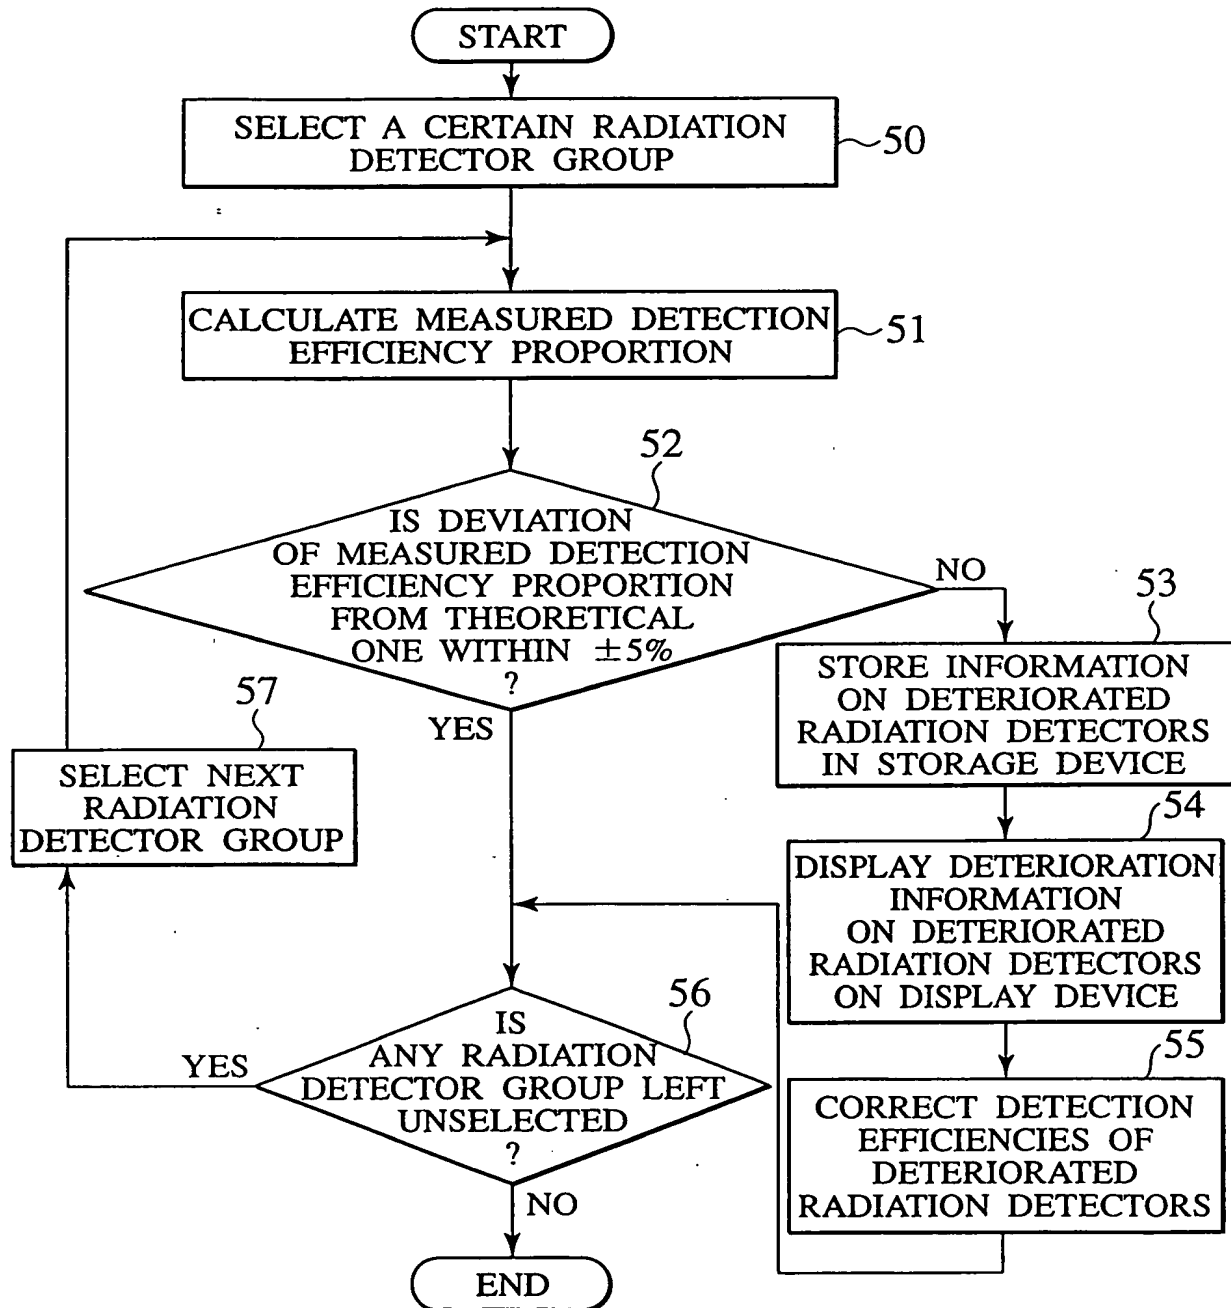 START
SELECT A CERTAIN RADIATION
DETECTOR GROUP
50
CALCULATE MEASURED DETECTION
EFFICIENCY PROPORTION
51
52
IS DEVIATION
OF MEASURED DETECTION
EFFICIENCY PROPORTION
FROM THEORETICAL
ONE WITHIN ±5%
?
NO
YES
53
STORE INFORMATION
ON DETERIORATED
RADIATION DETECTORS
IN STORAGE DEVICE
57
SELECT NEXT
RADIATION
DETECTOR GROUP
54
DISPLAY DETERIORATION
INFORMATION
ON DETERIORATED
RADIATION DETECTORS
ON DISPLAY DEVICE
56
IS
ANY RADIATION
DETECTOR GROUP LEFT
UNSELECTED
?
YES
NO
55
CORRECT DETECTION
EFFICIENCIES OF
DETERIORATED
RADIATION DETECTORS
END